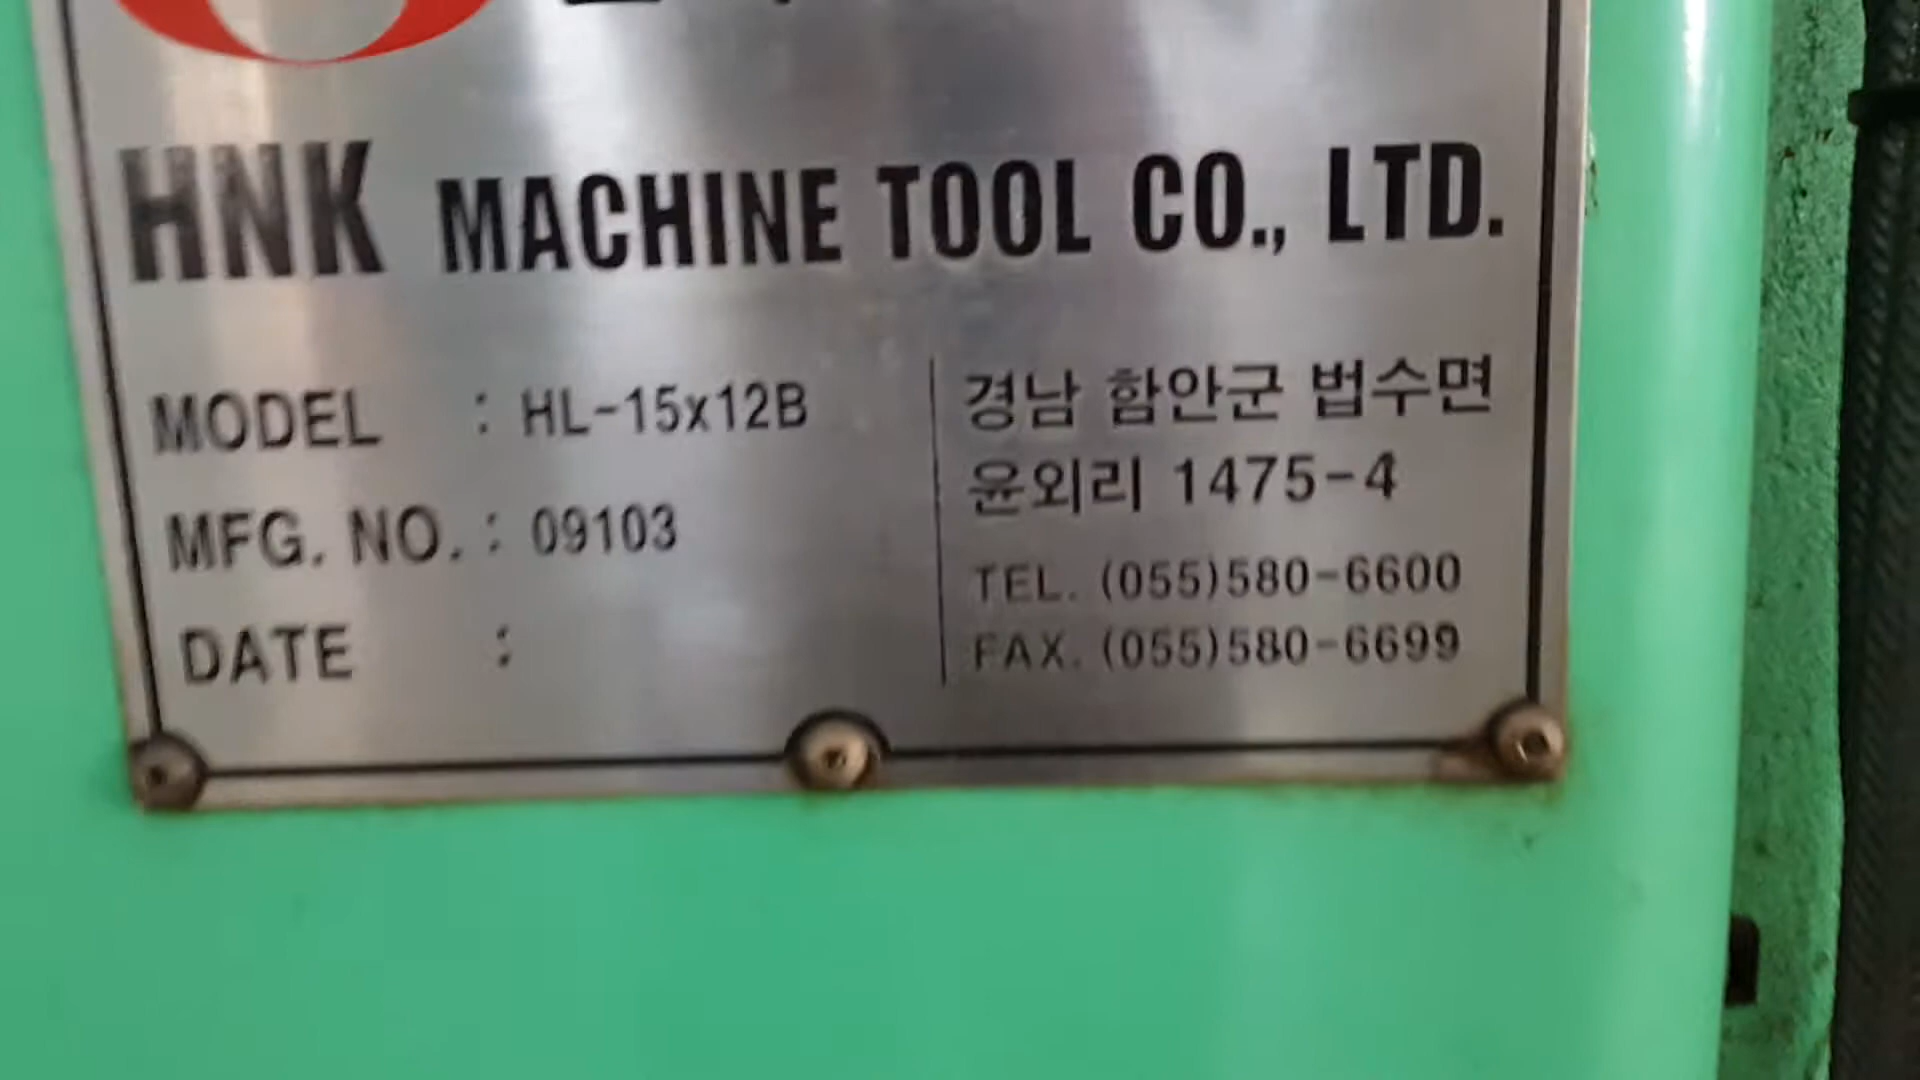 HNK MACHINE TOOL CO., LTD.
MODEL : HL-15x12B
MFG. NO. : 09103
DATE :
경남 함안군 법수면
윤외리 1475-4
TEL. (055)580-6600
FAX. (055)580-6699